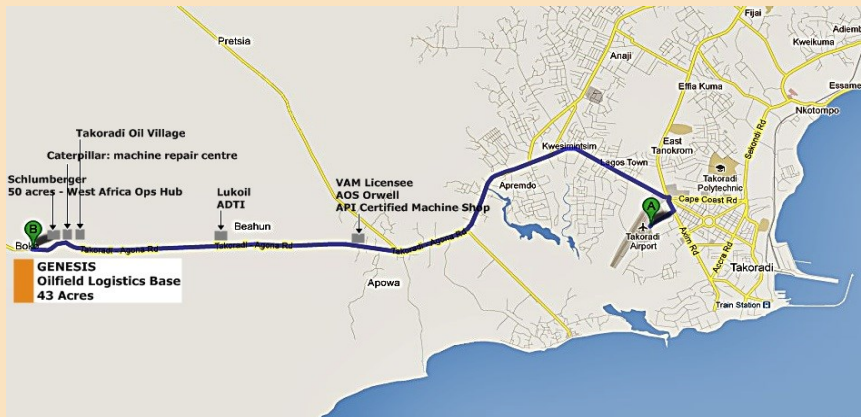 Fijai
Adiemb
Kweikuma
Pretsia
Anaji
Effia Kuma
Essame
Nkotompo
Takoradi Oil Village
East
Tanokrom
Sekondi Rd
Kwesimintsim
Caterpillar: machine repair centre
Lagos Town
Takoradi
Polytechnic
Schlumberger
50 acres - West Africa Ops Hub
VAM Licensee
AOS Orwell
API Certified Machine Shop
Apremdo
Lukoil
ADTI
Cape Coast Rd
A
B
Beahun
Takoradi
Airport
Axim Rd
Accra Rd
Takoradi - Agona Rd
Takoradi - Agona Rd
Takoradi - Agona Rd
Takoradi
GENESIS
Oilfield Logistics Base
43 Acres
Apowa
Train Station